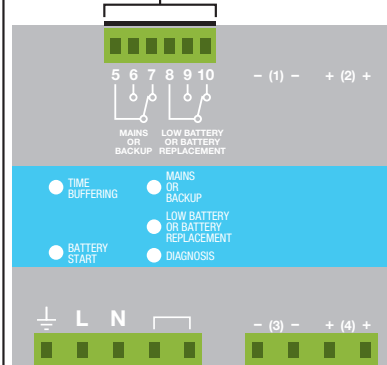 5 6 7 8 9 10
– (1) – + (2) +
MAINS
OR
BACKUP
LOW BATTERY
OR BATTERY
REPLACEMENT
TIME
BUFFERING
MAINS
OR
BACKUP
LOW BATTERY
OR BATTERY
REPLACEMENT
BATTERY
START
DIAGNOSIS
L N
– (3) – + (4) +